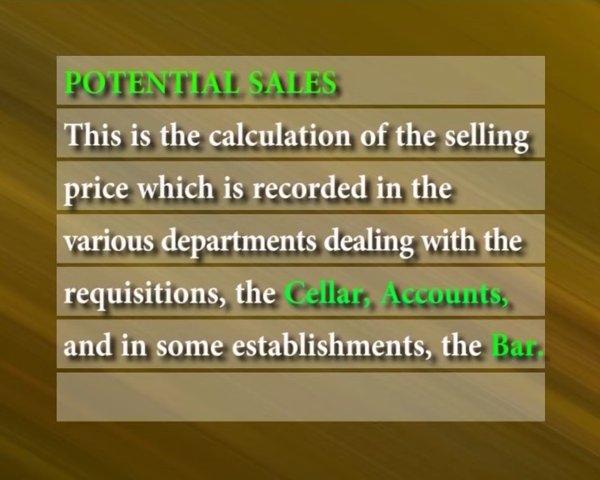 POTENTIAL SALES
This is the calculation of the selling
price which is recorded in the
various departments dealing with the
requisitions, the Cellar, Accounts,
and in some establishments, the Bar.